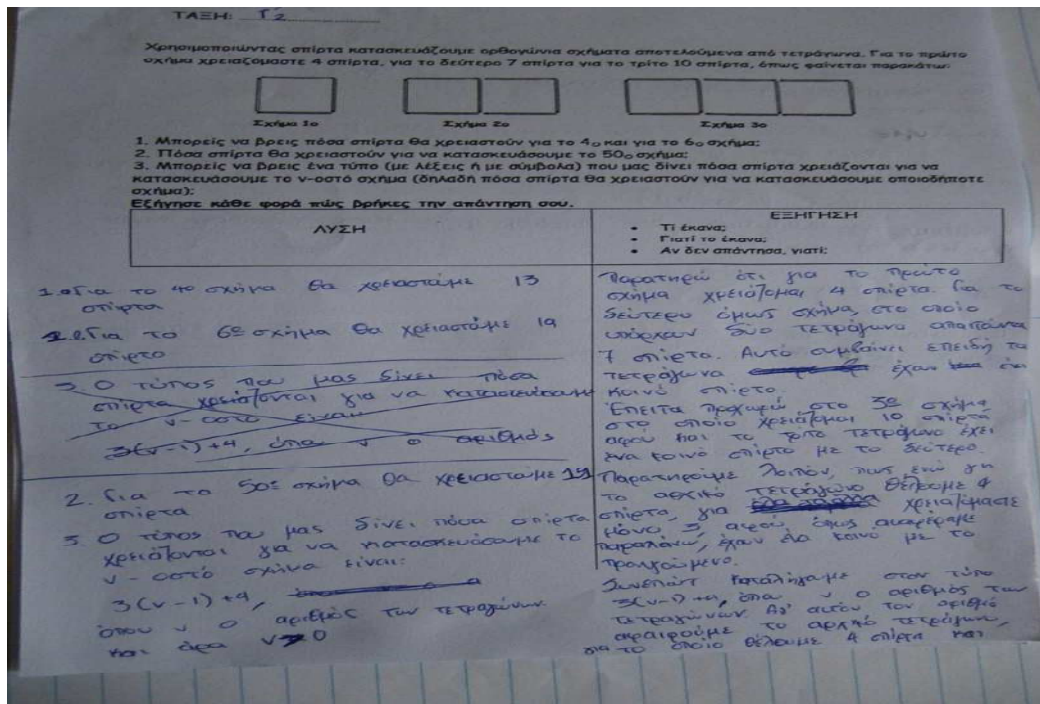 ΤΑΞΗ: Γ2
Χρησιμοποιώντας σπίρτα κατασκευάζουμε ορθογώνια σχήματα αποτελούμενα από τετράγωνα. Για το πρώτο
σχήμα χρειαζόμαστε 4 σπίρτα, για το δεύτερο 7 σπίρτα για το τρίτο 10 σπίρτα, όπως φαίνεται παρακάτω:
Σχήμα 1ο Σχήμα 2ο Σχήμα 3ο
1. Μπορείς να βρεις πόσα σπίρτα θα χρειαστούν για το 4ο και για το 6ο σχήμα;
2. Πόσα σπίρτα θα χρειαστούν για να κατασκευάσουμε το 50ο σχήμα;
3. Μπορείς να βρεις ένα τύπο (με λέξεις ή με σύμβολα) που μας δίνει πόσα σπίρτα χρειάζονται για να
κατασκευάσουμε το ν-οστό σχήμα (δηλαδή πόσα σπίρτα θα χρειαστούν για να κατασκευάσουμε οποιοδήποτε
σχήμα);
Εξήγησε κάθε φορά πώς βρήκες την απάντηση σου.
ΛΥΣΗ
ΕΞΗΓΗΣΗ
• Τί έκανα;
• Γιατί το έκανα;
• Αν δεν απάντησα, γιατί;
1. Για το 4ο σχήμα θα χρειαστούμε 13
σπίρτα
Για το 6ο σχήμα θα χρειαστούμε 19
σπίρτα
3. Ο τύπος που μας δίνει πόσα
σπίρτα χρειάζονται για να κατασκευάσουμε
το ν-οστό είναι
3(ν-1)+4, όπου ν ο αριθμός
2. Για το 50ο σχήμα θα χρειαστούμε
σπίρτα
3 Ο τύπος που μας δίνει πόσα σπίρτα
χρειάζονται για να κατασκευάσουμε το
ν-οστό σχήμα είναι:
3(ν-1)+4,
όπου ν ο αριθμός των τετραγώνων.
και άρα ν>0
Παρατηρώ ότι για το πρώτο
σχήμα χρειάζομαι 4 σπίρτα. Για το
δεύτερο όμως σχήμα, στο οποίο
υπάρχουν δύο τετράγωνα απαιτούνται
7 σπίρτα. Αυτό συμβαίνει επειδή τα
τετράγωνα έχουν ένα
κοινό σπίρτο.
Έπειτα προχωρώ στο 3ο σχήμα
στο οποίο χρειάζομαι 10 σπίρτα,
αφού και το τρίτο τετράγωνο έχει
ένα κοινό σπίρτο με το δεύτερο.
Παρατηρούμε λοιπόν, πως ενώ για
το αρχικό τετράγωνο θέλουμε 4
σπίρτα, για χρειαζόμαστε
μόνο 3, αφού, όπως αναφέραμε
παραπάνω, έχουν ένα κοινό με το
προηγούμενο.
Συνεπώς καταλήγουμε στον τύπο
3(ν-1)+4, όπου ν ο αριθμός των
τετραγώνων. Απ' αυτόν τον αριθμό
αφαιρούμε το αρχικό τετράγωνο,
για το οποίο θέλουμε 4 σπίρτα και